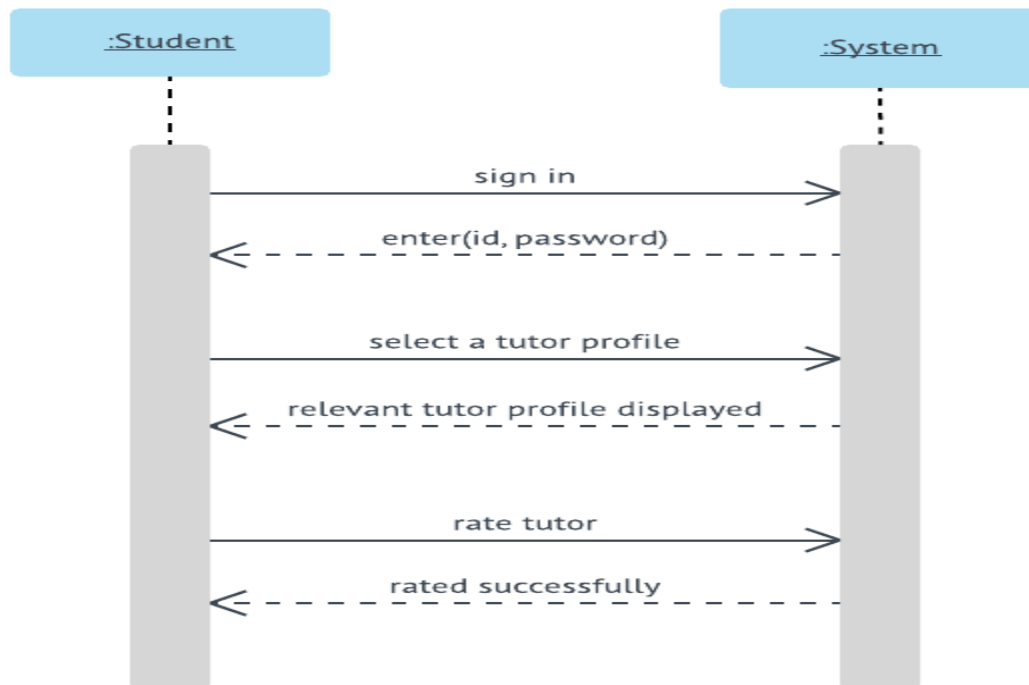 :Student
:System
sign in
enter(id, password)
select a tutor profile
relevant tutor profile displayed
rate tutor
rated successfully